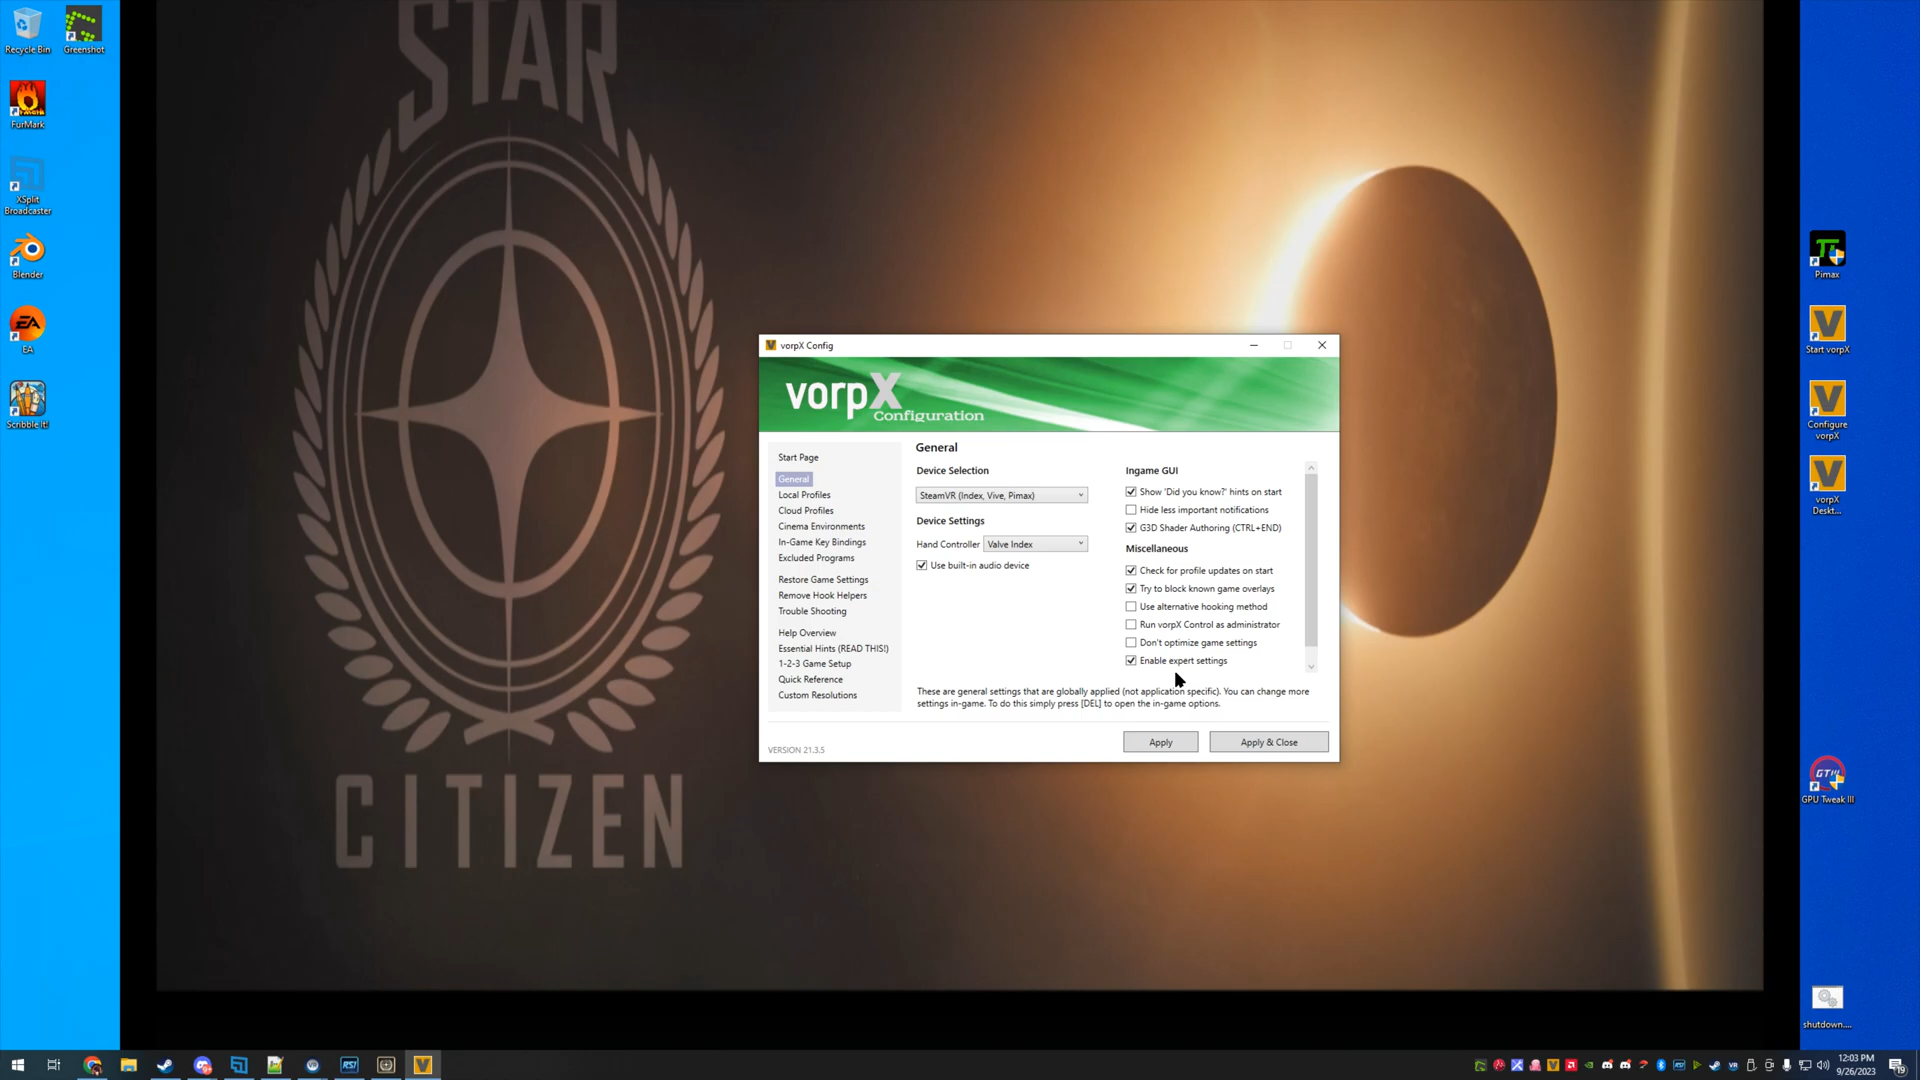 Recycle Bin
Greenshot
FurMark
XSplit
Broadcaster
Blender
EA
EA
Scribble It!
STAR
CITIZEN
vorpX Config
vorpX
Configuration
Start Page
General
Local Profiles
Cloud Profiles
Cinema Environments
In-Game Key Bindings
Excluded Programs
Restore Game Settings
Remove Hook Helpers
Trouble Shooting
Help Overview
Essential Hints (READ THIS!)
1-2-3 Game Setup
Quick Reference
Custom Resolutions
VERSION 21.3.5
General
Device Selection
SteamVR (Index, Vive, Pimax)
Device Settings
Hand Controller
Valve Index
Use built-in audio device
Ingame GUI
Show 'Did you know?' hints on start
Hide less important notifications
G3D Shader Authoring (CTRL+END)
Miscellaneous
Check for profile updates on start
Try to block known game overlays
Use alternative hooking method
Run vorpX Control as administrator
Don't optimize game settings
Enable expert settings
These are general settings that are globally applied (not application specific). You can change more
settings in-game. To do this simply press [DEL] to open the in-game options.
Apply
Apply & Close
Pimax
Start vorpX
Configure
vorpX
vorpX
Deskt...
GTIII
GPU Tweak III
shutdown....
RSI
12:03 PM
9/26/2023
19